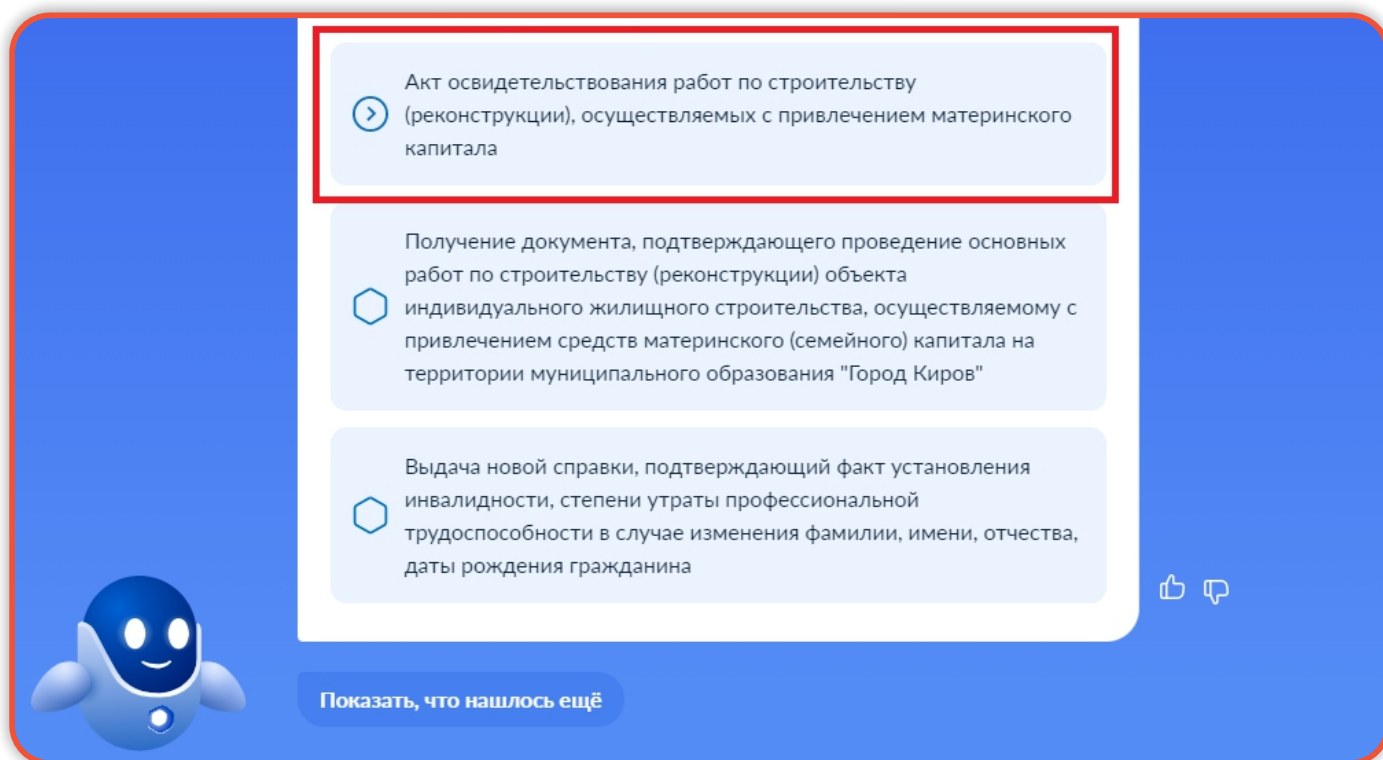 Акт освидетельствования работ по строительству
(реконструкции), осуществляемых с привлечением материнского
капитала
Получение документа, подтверждающего проведение основных
работ по строительству (реконструкции) объекта
индивидуального жилищного строительства, осуществляемому с
привлечением средств материнского (семейного) капитала на
территории муниципального образования "Город Киров"
Выдача новой справки, подтверждающий факт установления
инвалидности, степени утраты профессиональной
трудоспособности в случае изменения фамилии, имени, отчества,
даты рождения гражданина
Показать, что нашлось ещё